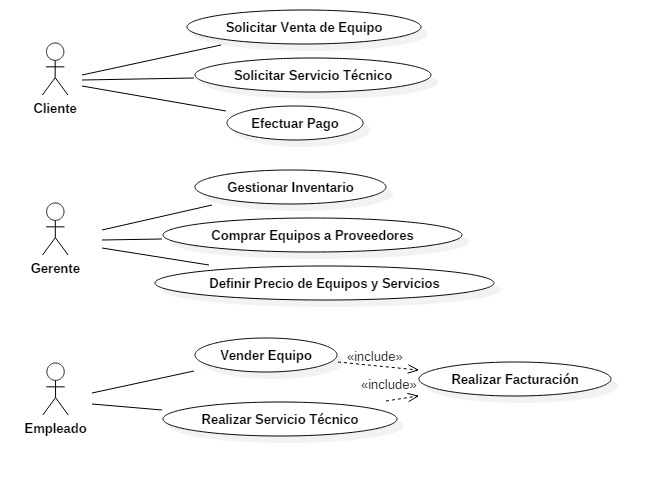 Solicitar Venta de Equipo
Solicitar Servicio Técnico
Cliente
Efectuar Pago
Gestionar Inventario
Comprar Equipos a Proveedores
Gerente
Definir Precio de Equipos y Servicios
Vender Equipo
«include»
Realizar Facturación
«include»
Realizar Servicio Técnico
Empleado